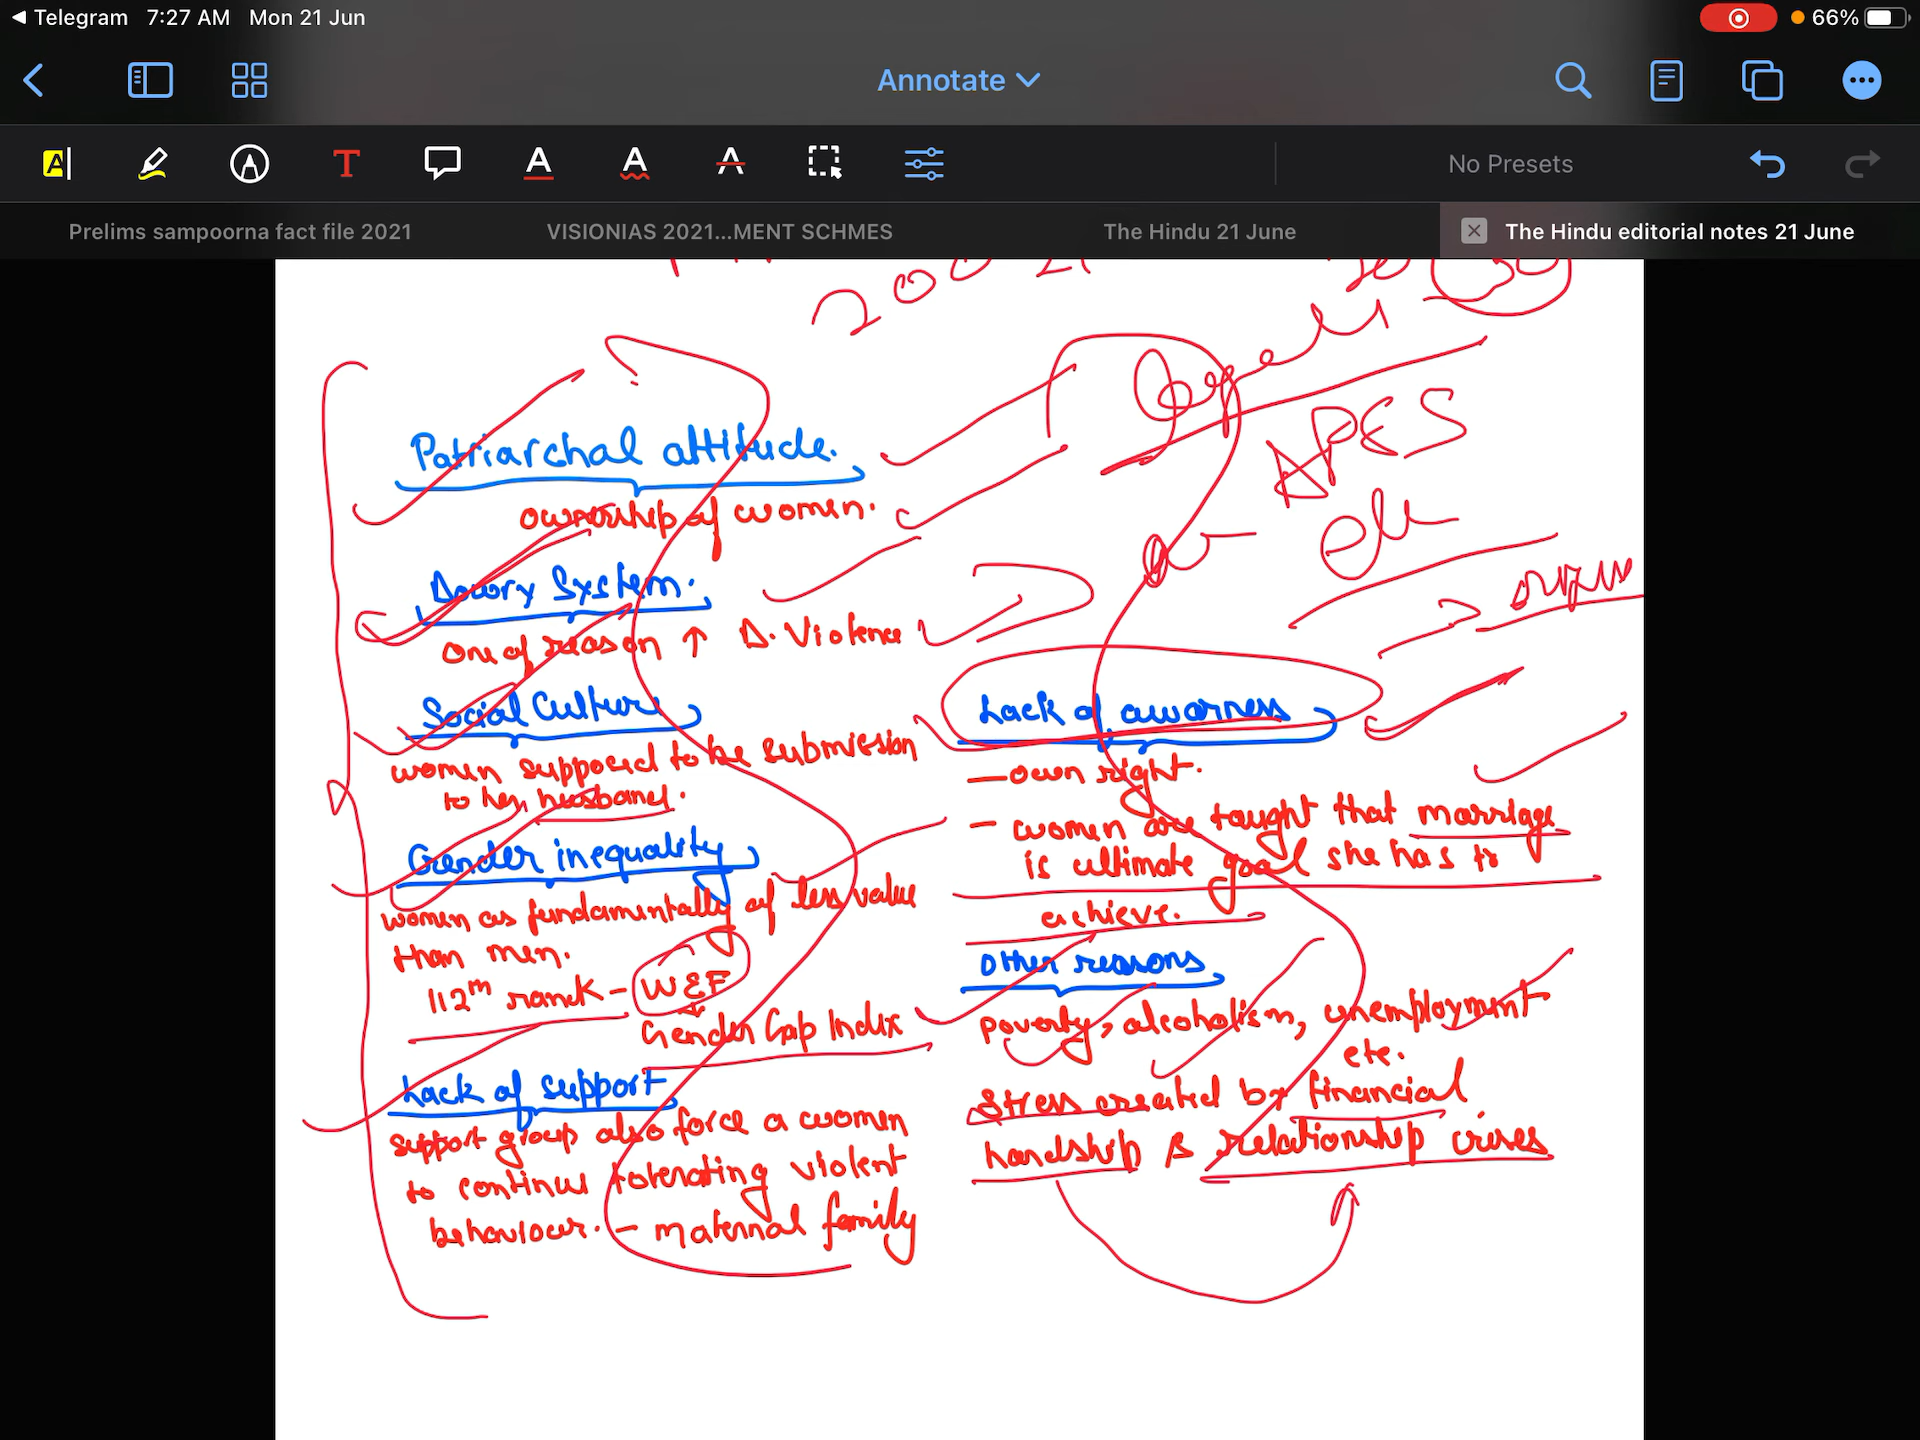 Telegram 7:27 AM Mon 21 Jun
66%
Annotate
No Presets
Prelims sampoorna fact file 2021
VISIONIAS 2021...MENT SCHMES
The Hindu 21 June
The Hindu editorial notes 21 June
Patriarchal attitude.
ownership of women.
Dowry System.
One of reason ↑ D. Violence
Social Culture
women supposed to be submission
to her husband.
Gender inequality
women as fundamentally of less value
than men.
112th rank - WEF
Gender Gap Index
Lack of support
support group also force a women
to continue tolerating violent
behaviour. - maternal family
APES
Lack of awarness
- own right.
- women are taught that marriage
is ultimate goal she has to
achieve.
Other reasons
Poverty, alcoholism, unemployment
etc.
Stress created by financial
hardship & relationship crises